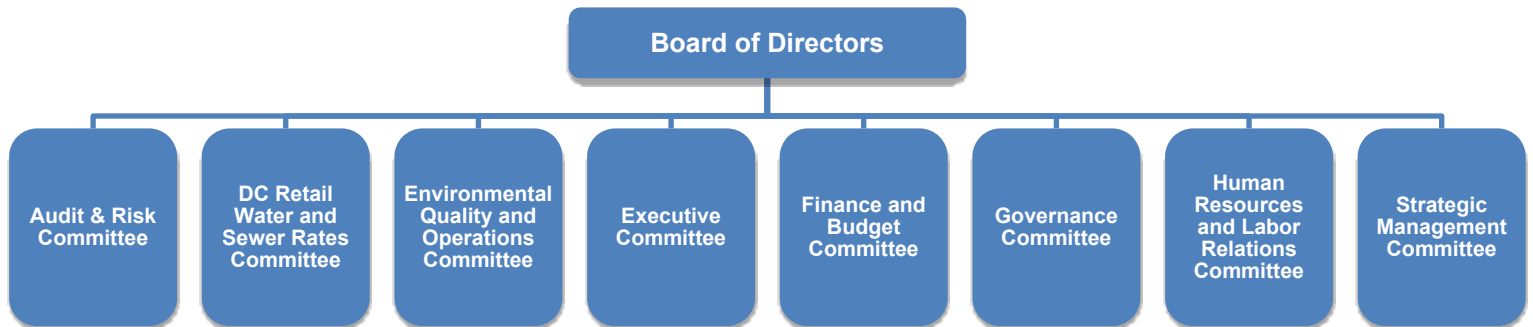 Board of Directors
Audit & Risk
Committee
DC Retail
Water and
Sewer Rates
Committee
Environmental
Quality and
Operations
Committee
Executive
Committee
Finance and
Budget
Committee
Governance
Committee
Human
Resources
and Labor
Relations
Committee
Strategic
Management
Committee